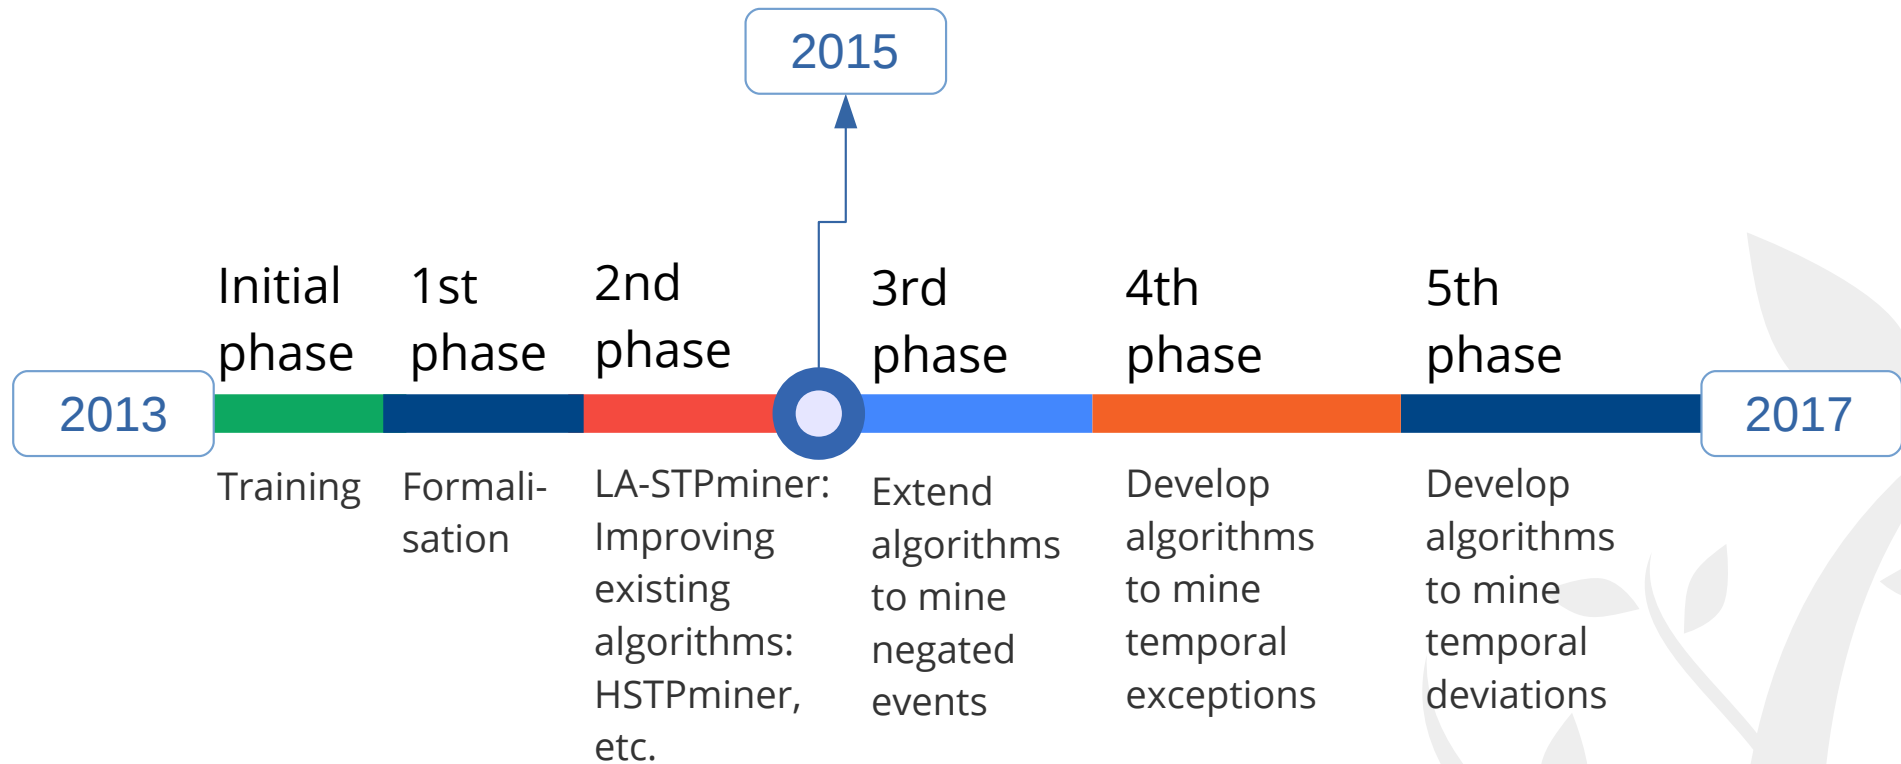 2015
Initial
phase
1st
phase
2nd
phase
3rd
phase
4th
phase
5th
phase
2013
2017
Training
Formali-
sation
LA-STPminer:
Improving
existing
algorithms:
HSTPminer,
etc.
Extend
algorithms
to mine
negated
events
Develop
algorithms
to mine
temporal
exceptions
Develop
algorithms
to mine
temporal
deviations